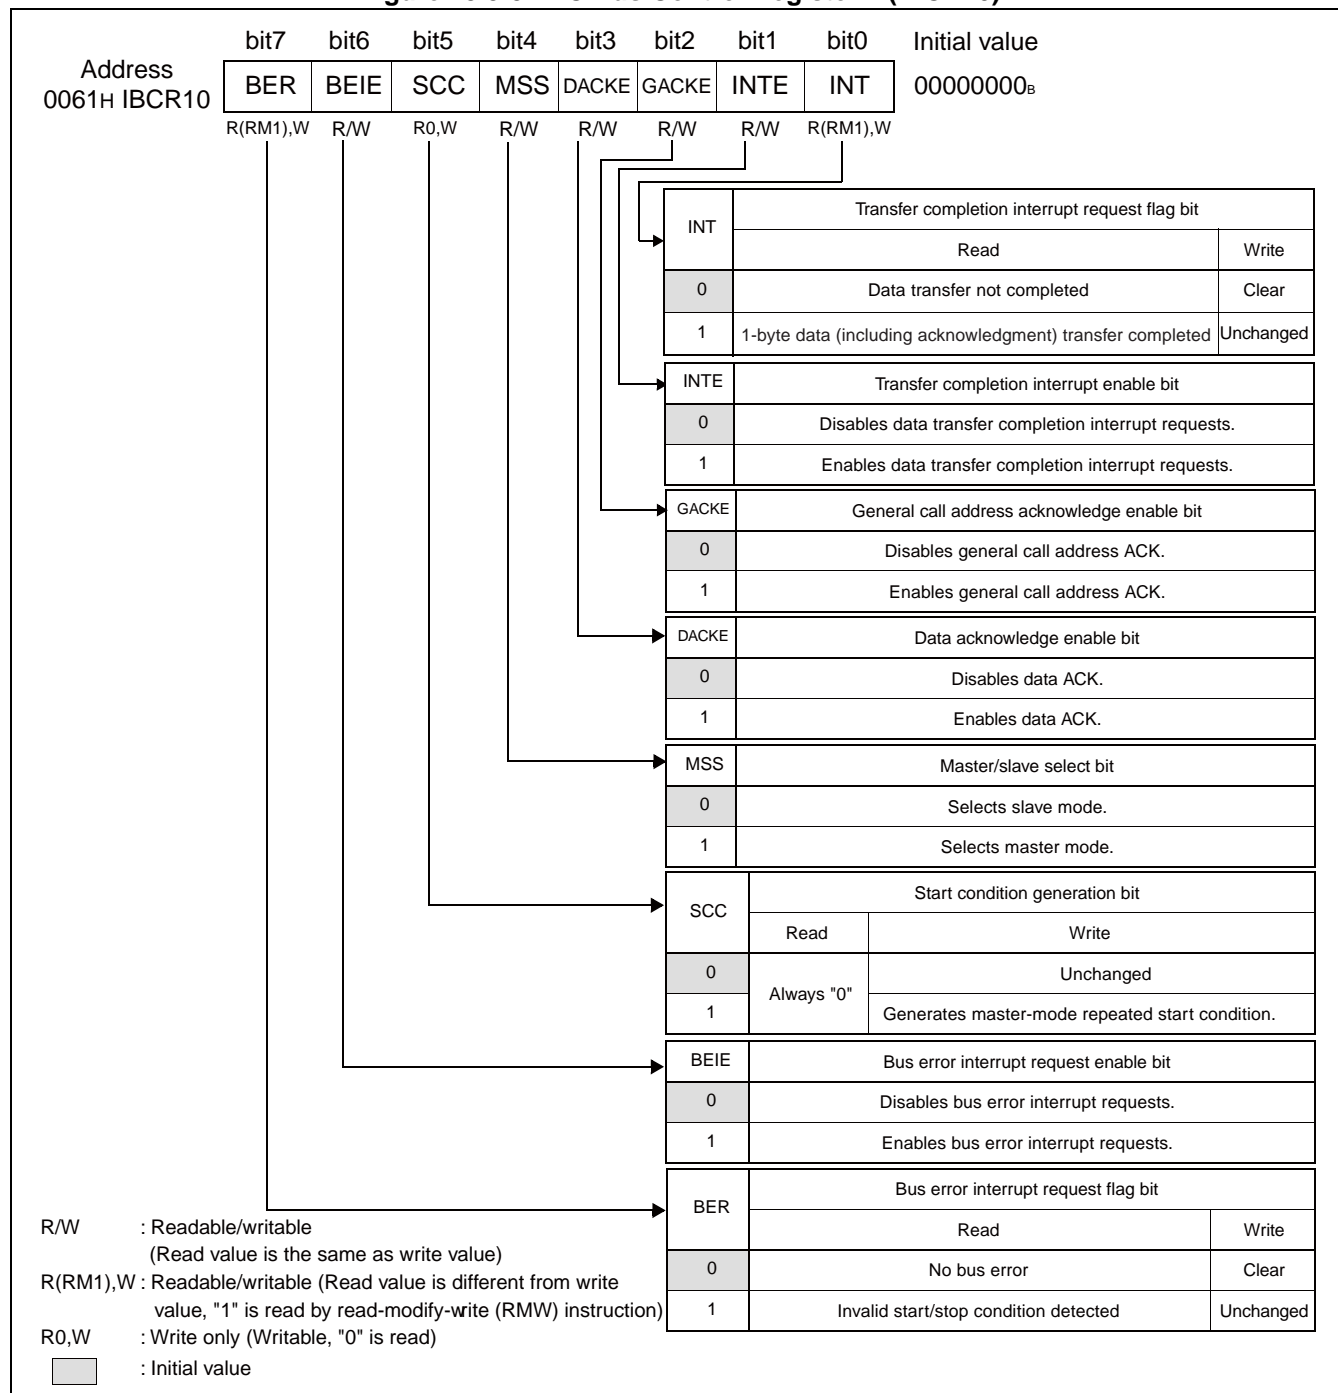 bit7 bit6 bit5 bit4 bit3 bit2 bit1 bit0 Initial value
Address
0061H IBCR10 BER BEIE SCC MSS DACKE GACKE INTE INT 00000000B
R(RM1),W R/W R0,W R/W R/W R/W R/W R(RM1),W
INT Transfer completion interrupt request flag bit
Read Write
0 Data transfer not completed Clear
1 1-byte data (including acknowledgment) transfer completed Unchanged
INTE Transfer completion interrupt enable bit
0 Disables data transfer completion interrupt requests.
1 Enables data transfer completion interrupt requests.
GACKE General call address acknowledge enable bit
0 Disables general call address ACK.
1 Enables general call address ACK.
DACKE Data acknowledge enable bit
0 Disables data ACK.
1 Enables data ACK.
MSS Master/slave select bit
0 Selects slave mode.
1 Selects master mode.
SCC Start condition generation bit
Read Write
0 Always "0" Unchanged
1 Generates master-mode repeated start condition.
BEIE Bus error interrupt request enable bit
0 Disables bus error interrupt requests.
1 Enables bus error interrupt requests.
BER Bus error interrupt request flag bit
Read Write
0 No bus error Clear
1 Invalid start/stop condition detected Unchanged
R/W : Readable/writable
(Read value is the same as write value)
R(RM1),W : Readable/writable (Read value is different from write
value, "1" is read by read-modify-write (RMW) instruction)
R0,W : Write only (Writable, "0" is read)
: Initial value